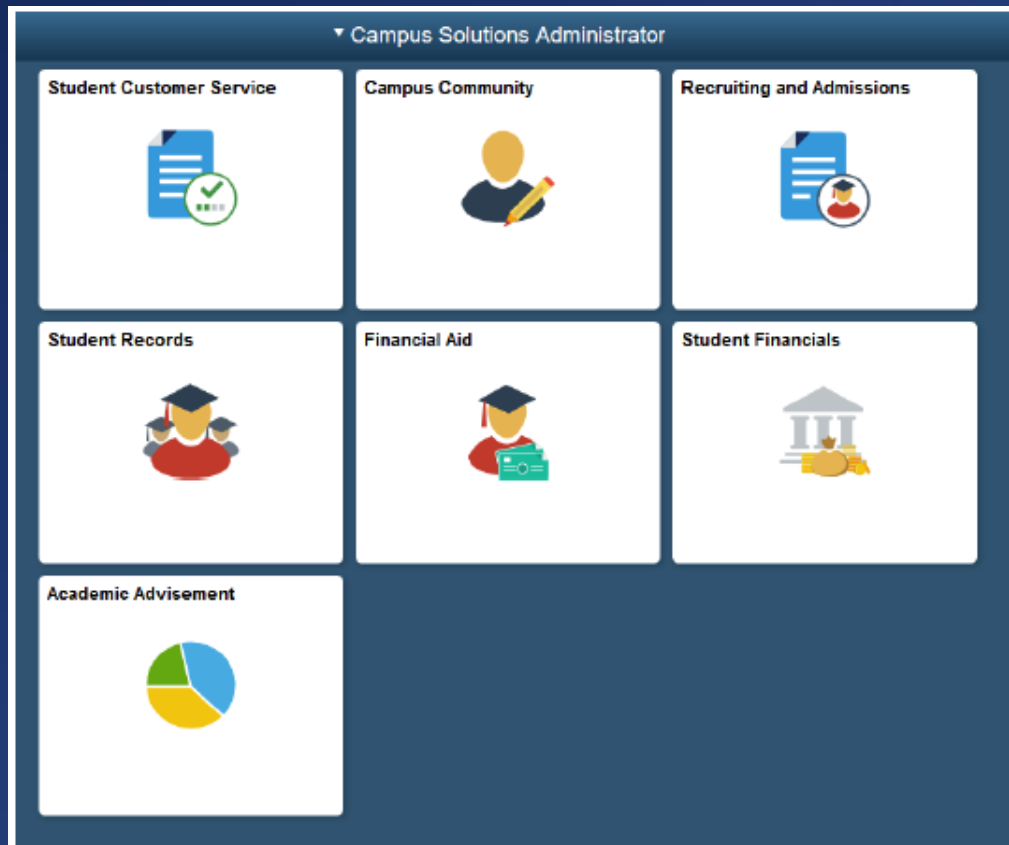 Campus Solutions Administrator
Student Customer Service
Campus Community
Recruiting and Admissions
Student Records
Financial Aid
Student Financials
Academic Advisement